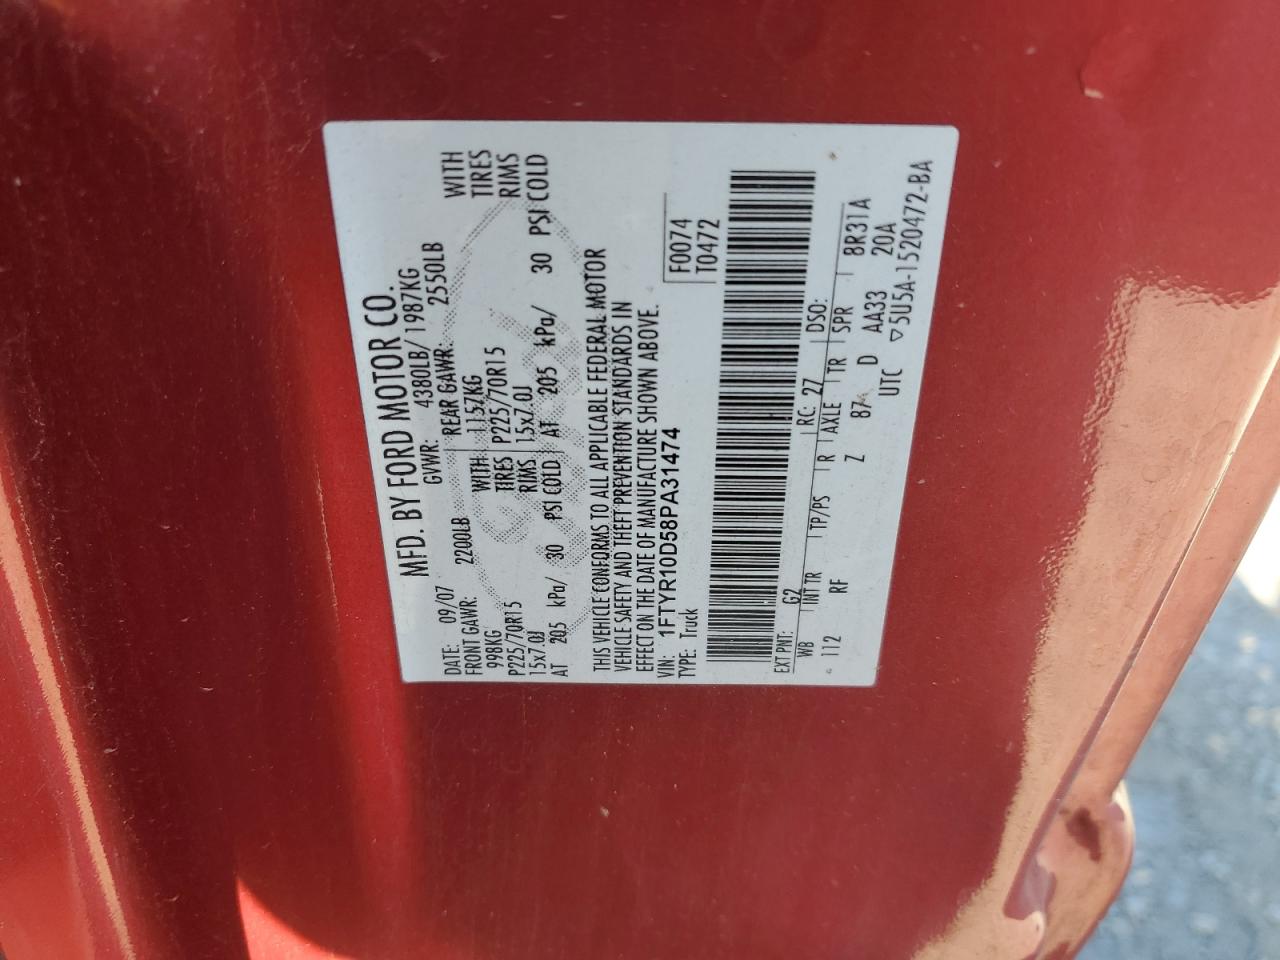 MFD. BY FORD MOTOR CO.
DATE: 09/07 GVWR: 4380LB/ 1987KG
FRONT GAWR: 2200LB REAR GAWR: 2550LB
998KG WITH 1157KG WITH
P225/70R15 TIRES P225/70R15 TIRES
15x7.0J RIMS 15x7.0J RIMS
AT 205 kPa/ 30 PSI COLD AT 205 kPa/ 30 PSI COLD
THIS VEHICLE CONFORMS TO ALL APPLICABLE FEDERAL MOTOR
VEHICLE SAFETY AND THEFT PREVENTION STANDARDS IN
EFFECT ON THE DATE OF MANUFACTURE SHOWN ABOVE.
VIN: 1FTYR10D58PA31474 F0074
TYPE: Truck T0472
EXT PNT: G2 RC: 27 DSO:
WB INT TR TP/PS R AXLE TR SPR 8R31A
112 RF Z 87 D AA33 20A
UTC ▽5U5A-1520472-BA